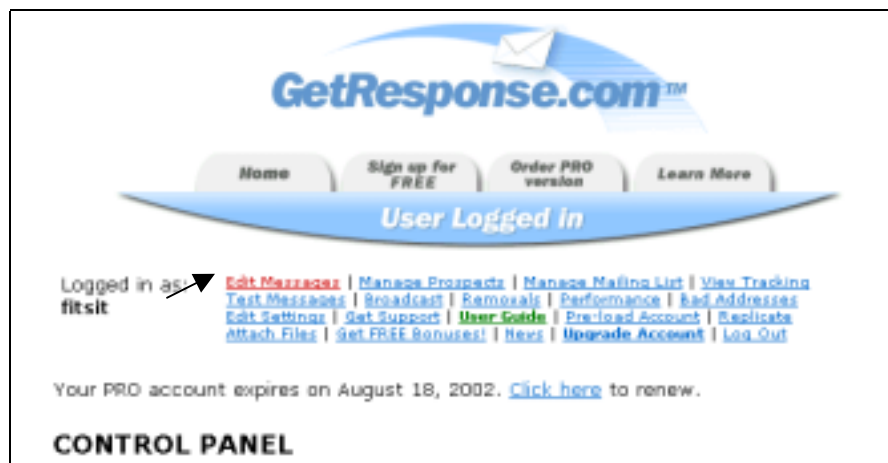 GetResponse.com™
Home
Sign up for FREE
Order PRO version
Learn More
User Logged in
Logged in as:
fitsit
Edit Messages | Manage Prospects | Manage Mailing List | View Tracking
Test Messages | Broadcast | Removals | Performance | Bad Addresses
Edit Settings | Get Support | User Guide | Pre-load Account | Replicate
Attach Files | Get FREE Bonuses! | News | Upgrade Account | Log Out
Your PRO account expires on August 18, 2002. Click here to renew.
CONTROL PANEL